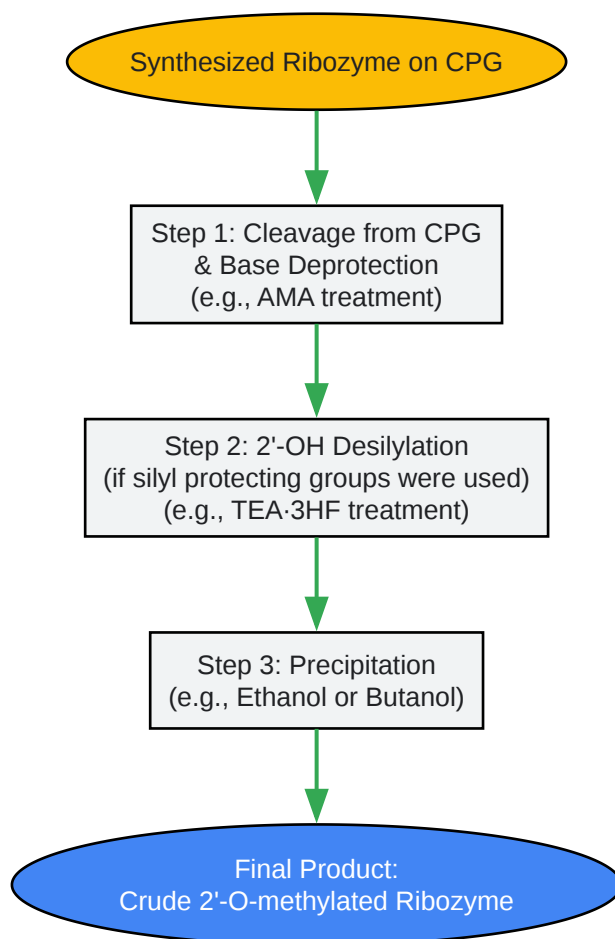 Synthesized Ribozyme on CPG
Step 1: Cleavage from CPG
& Base Deprotection
(e.g., AMA treatment)
Step 2: 2'-OH Desilylation
(if silyl protecting groups were used)
(e.g., TEA·3HF treatment)
Step 3: Precipitation
(e.g., Ethanol or Butanol)
Final Product:
Crude 2'-O-methylated Ribozyme